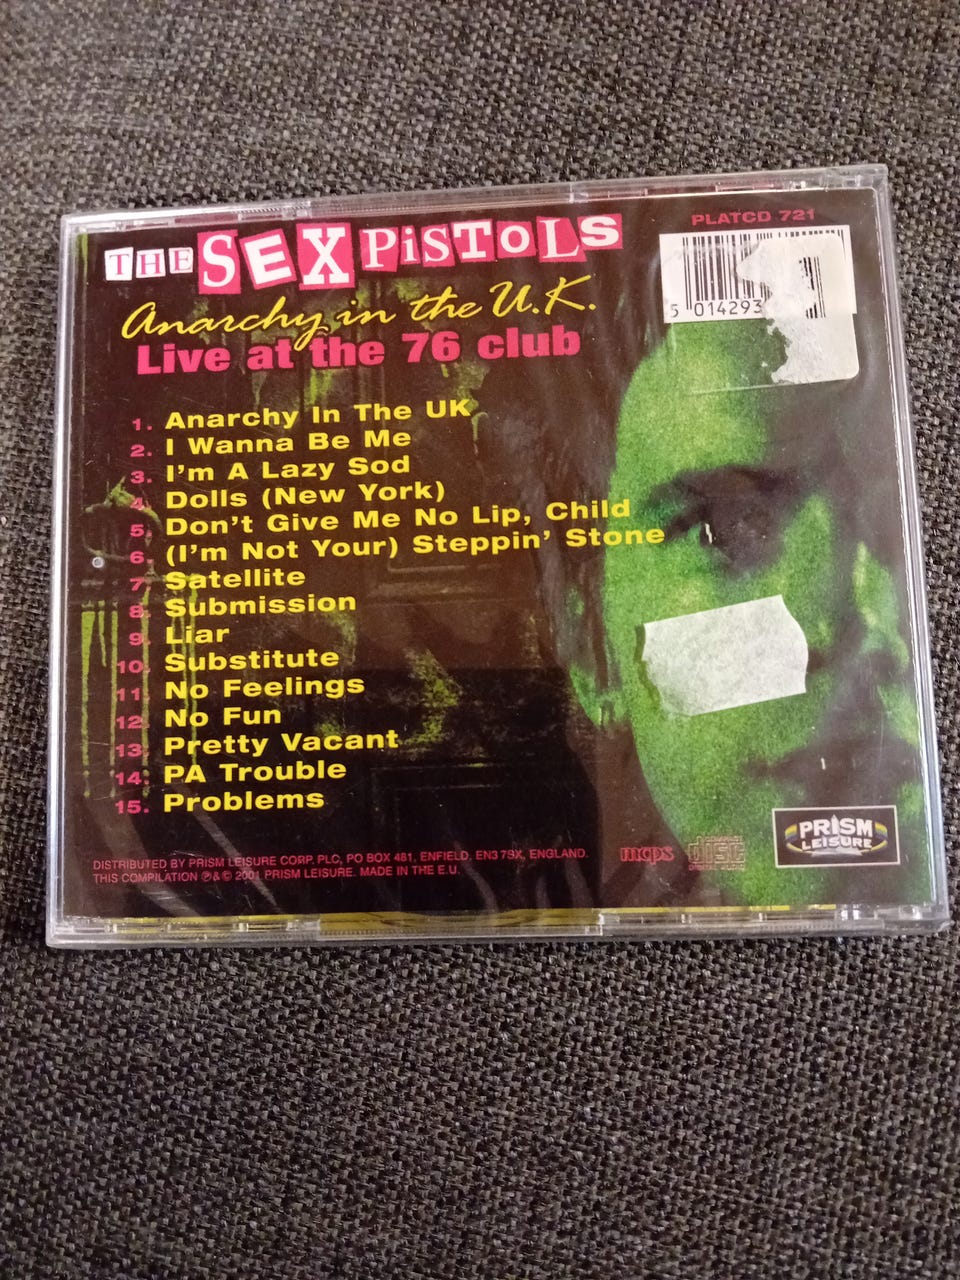 THE SEX PiSTOLS
Anarchy in the U.K.
Live at the 76 club
PLATCD 721
5 014293
1. Anarchy In The UK
2. I Wanna Be Me
3. I'm A Lazy Sod
4. Dolls (New York)
5. Don't Give Me No Lip, Child
6. (I'm Not Your) Steppin' Stone
7. Satellite
8. Submission
9. Liar
10. Substitute
11. No Feelings
12. No Fun
13. Pretty Vacant
14. PA Trouble
15. Problems
DISTRIBUTED BY PRISM LEISURE CORP. PLC, PO BOX 481, ENFIELD, EN3 7SX, ENGLAND.
THIS COMPILATION ℗&© 2001 PRISM LEISURE. MADE IN THE E.U.
mcps
disc
PRISM
LEISURE